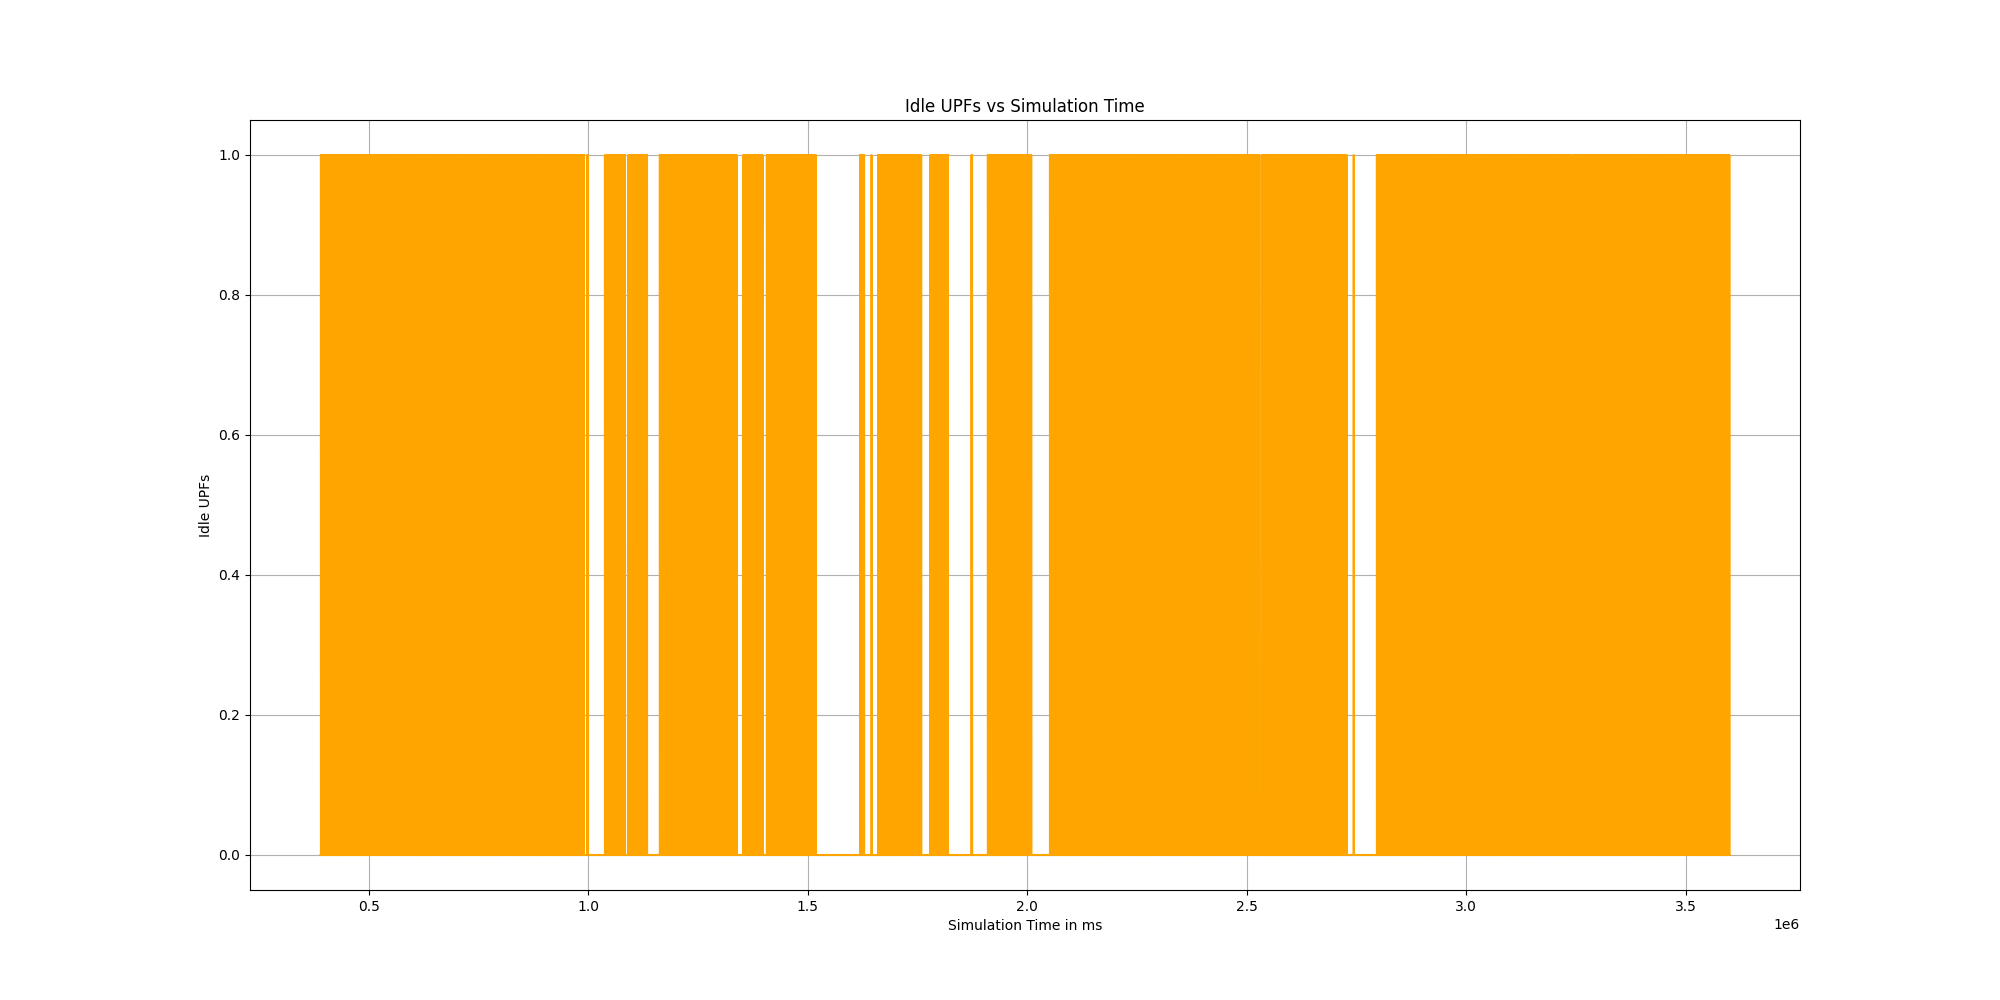 Idle UPFs vs Simulation Time
1.0
0.8
0.6
0.4
0.2
0.0
Idle UPFs
0.5 1.0 1.5 2.0 2.5 3.0 3.5
1e6
Simulation Time in ms